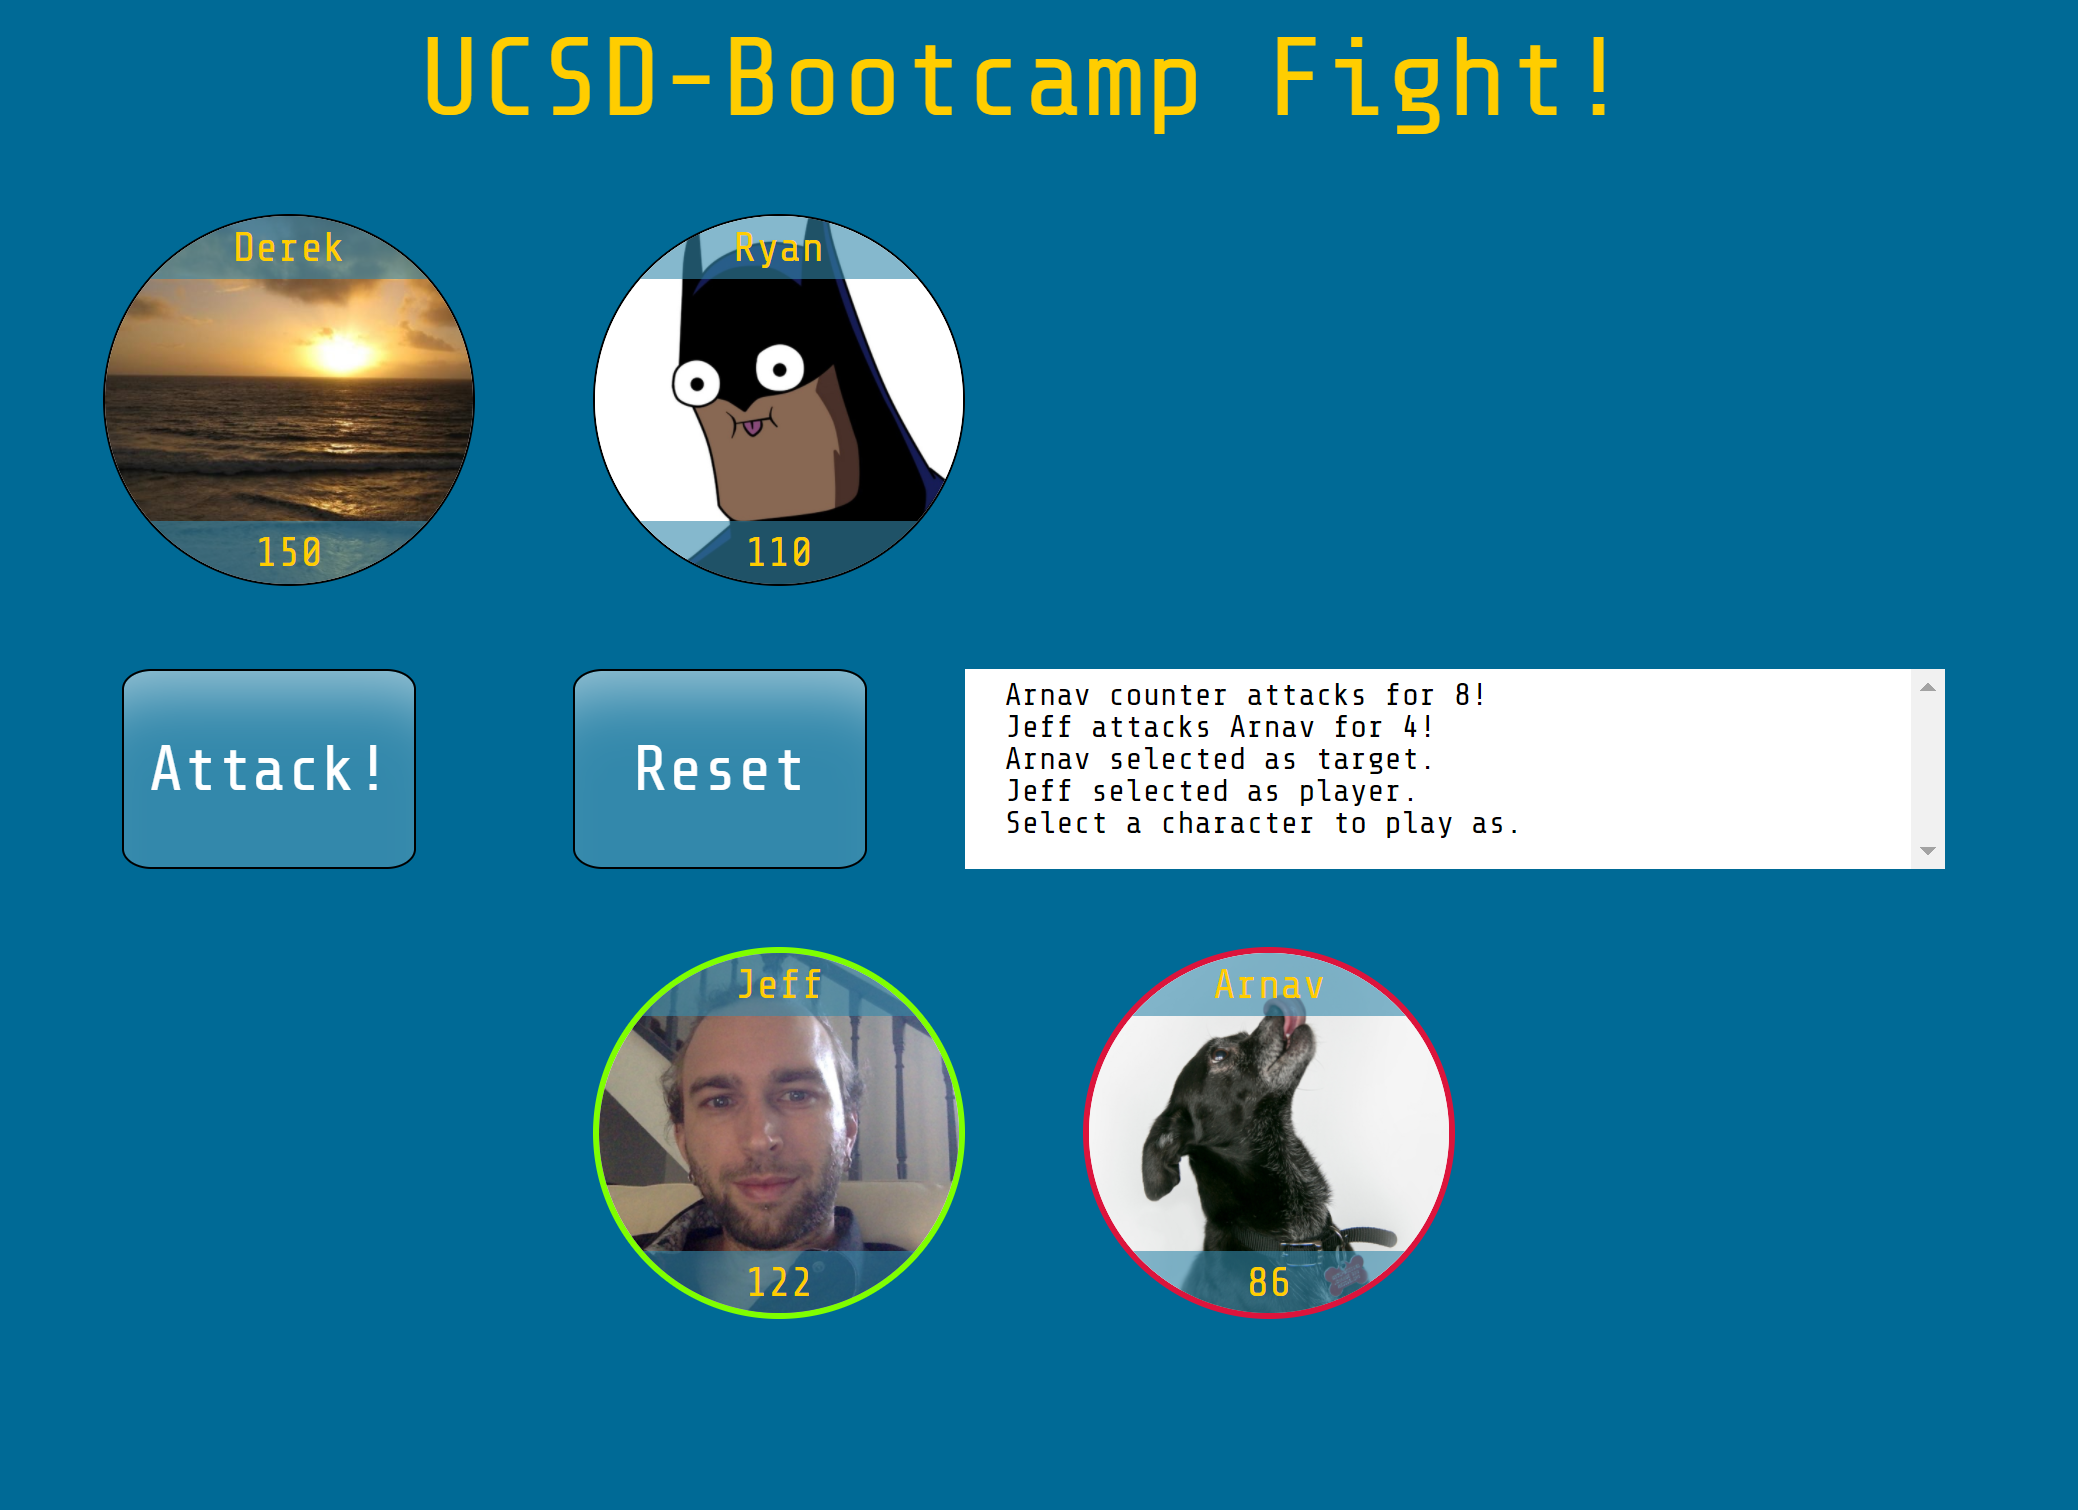 UCSD-Bootcamp Fight!
Derek
150
Ryan
110
Attack!
Reset
Arnav counter attacks for 8!
Jeff attacks Arnav for 4!
Arnav selected as target.
Jeff selected as player.
Select a character to play as.
Jeff
122
Arnav
86